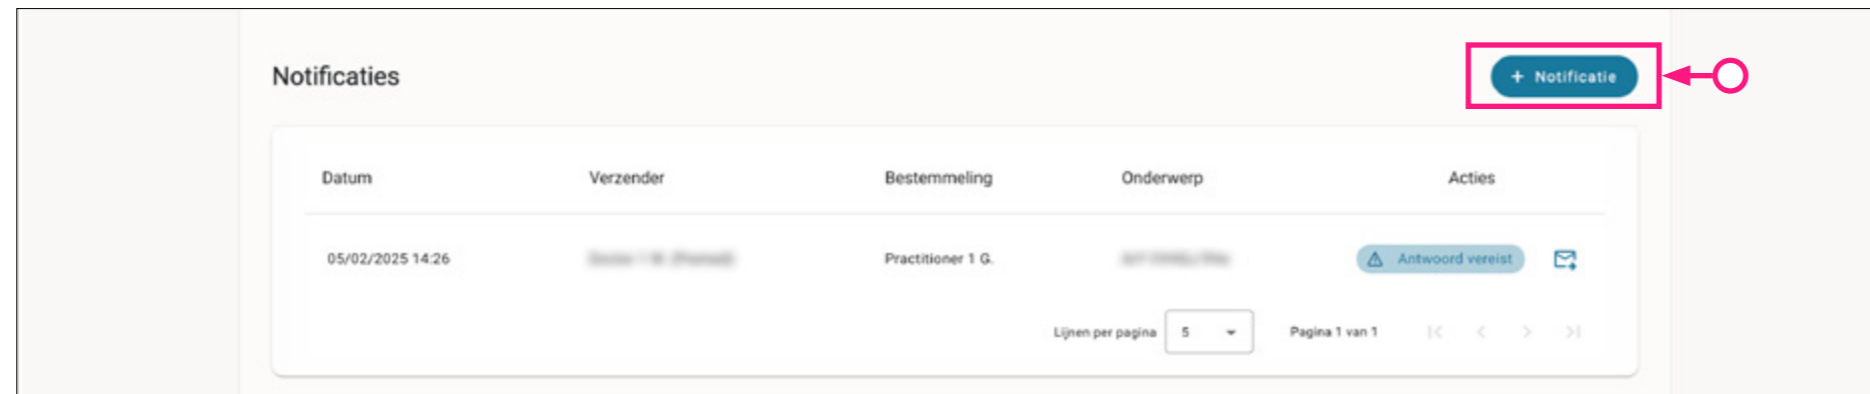 Notificaties
+ Notificatie
Datum Verzender Bestemmeling Onderwerp Acties
05/02/2025 14:26 Practitioner 1 G. Antwoord vereist
Lijnen per pagina 5 Pagina 1 van 1